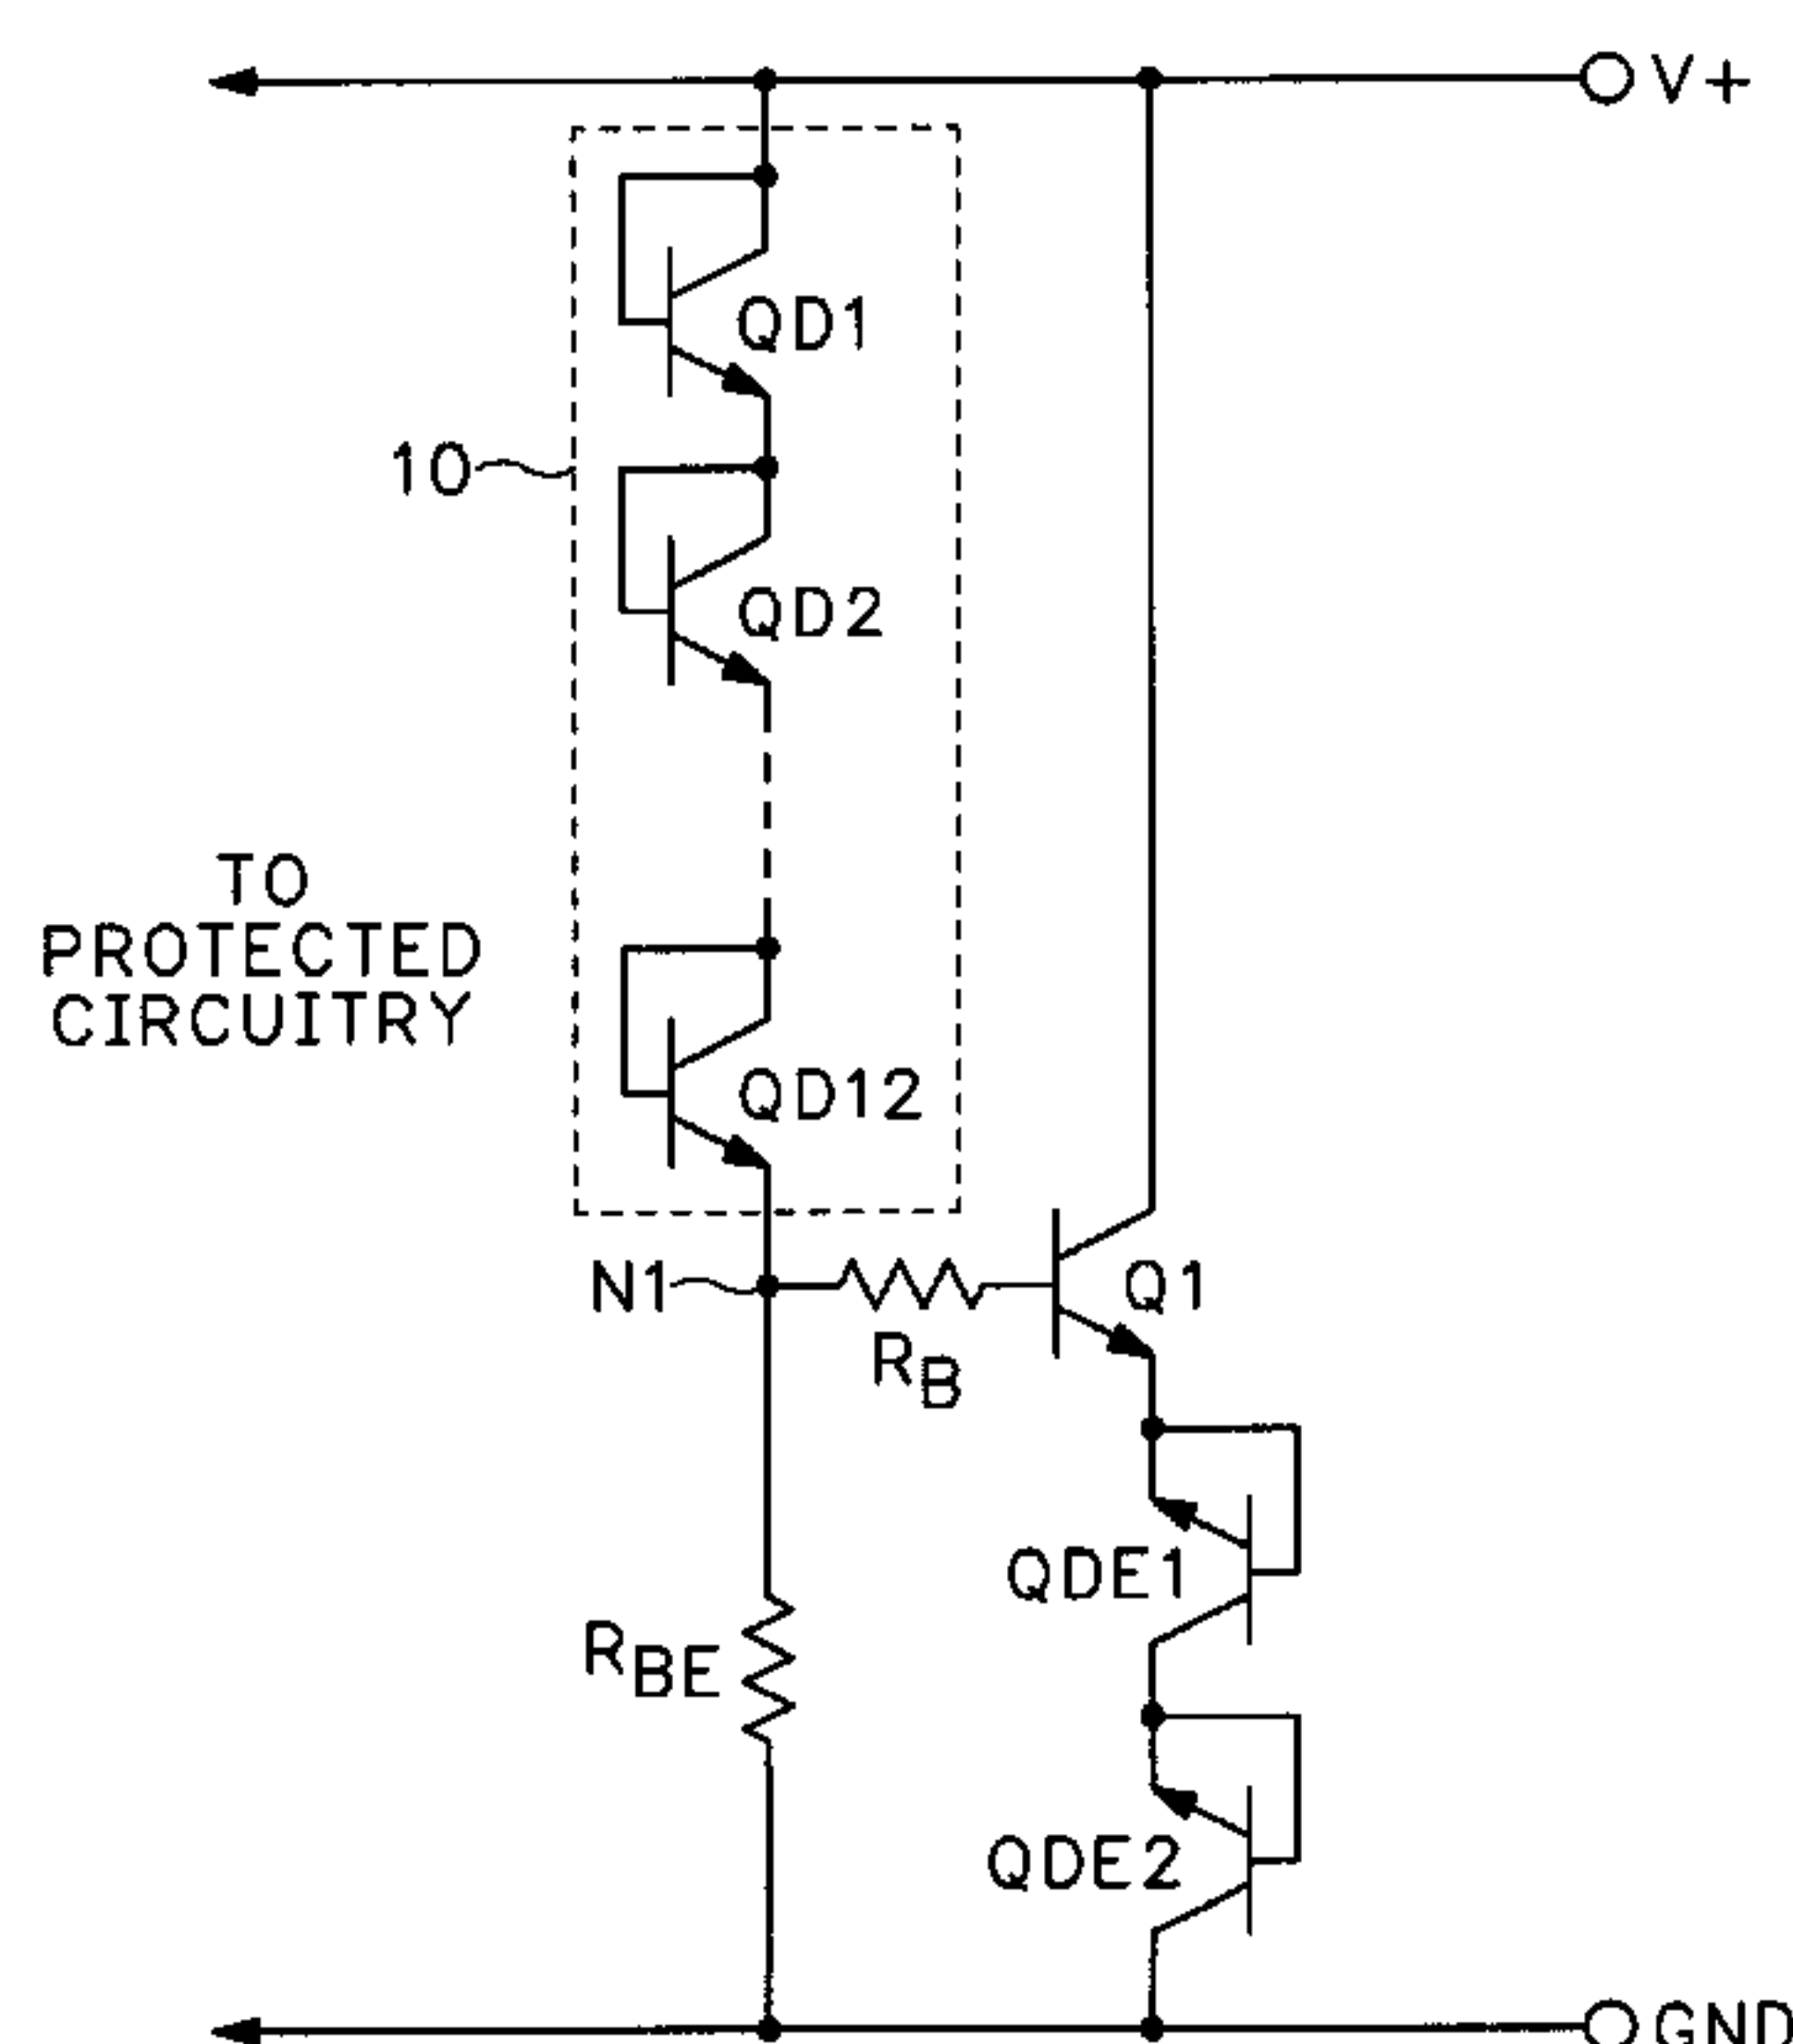 V+
QD1
10
QD2
TO
PROTECTED
CIRCUITRY
QD12
N1
Q1
RB
QDE1
RBE
QDE2
GND